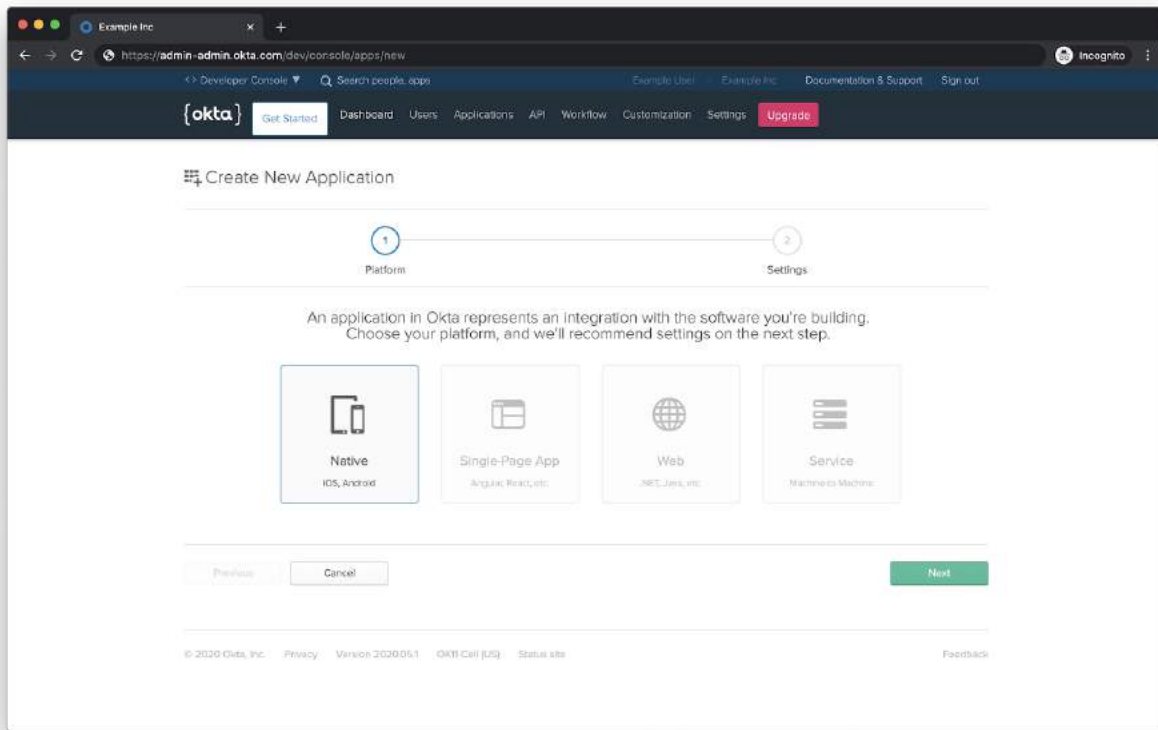 Example Inc × +
https://admin-admin.okta.com/dev/console/apps/new Incognito
<> Developer Console Search people, apps Example User Example Inc Documentation & Support Sign out
{okta} Get Started Dashboard Users Applications API Workflow Customization Settings Upgrade
Create New Application
1 2
Platform Settings
An application in Okta represents an integration with the software you're building.
Choose your platform, and we'll recommend settings on the next step.
Native Single-Page App Web Service
iOS, Android Angular, React, etc. .NET, Java, etc. Machine-to-Machine
Previous Cancel Next
© 2020 Okta, Inc. Privacy Version 2020.05.1 OK11 Cell (US) Status site Feedback